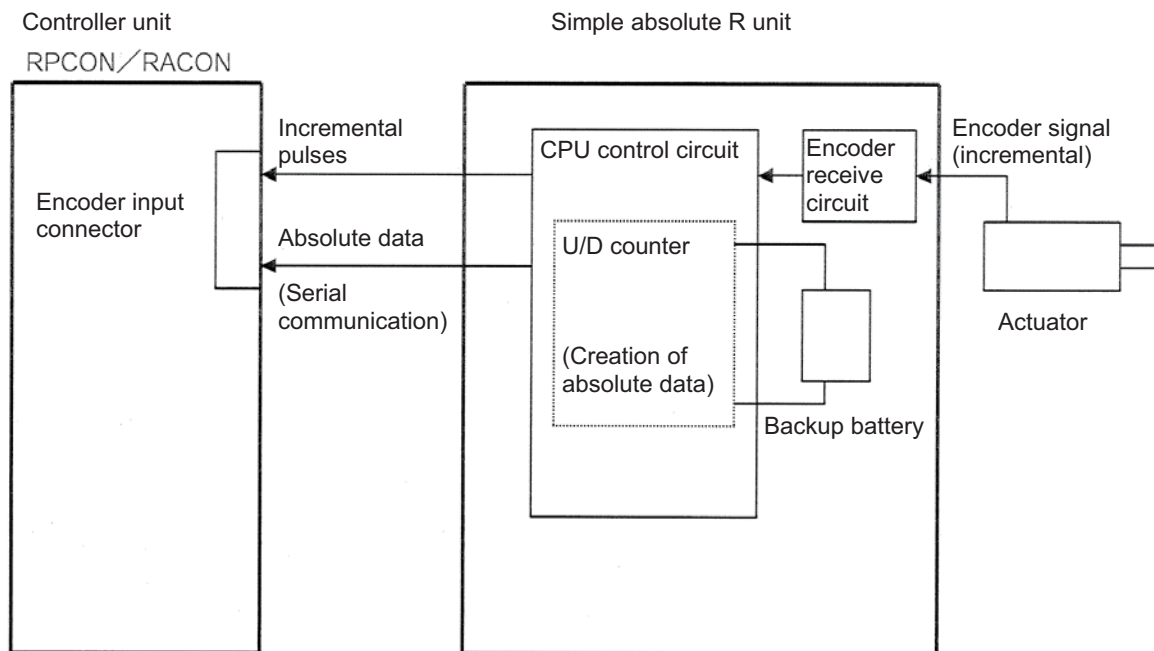 Controller unit
Simple absolute R unit
RPCON／RACON
Incremental
pulses
Encoder input
connector
Absolute data
(Serial
communication)
CPU control circuit
U/D counter
(Creation of
absolute data)
Encoder
receive
circuit
Backup battery
Encoder signal
(incremental)
Actuator